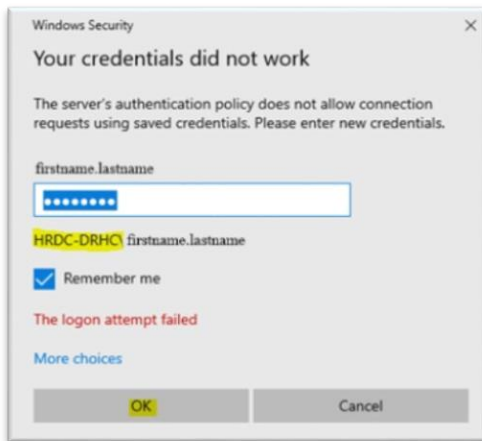 Windows Security
Your credentials did not work
The server's authentication policy does not allow connection
requests using saved credentials. Please enter new credentials.
firstname.lastname
HRDC-DRHC\ firstname.lastname
Remember me
The logon attempt failed
More choices
OK Cancel